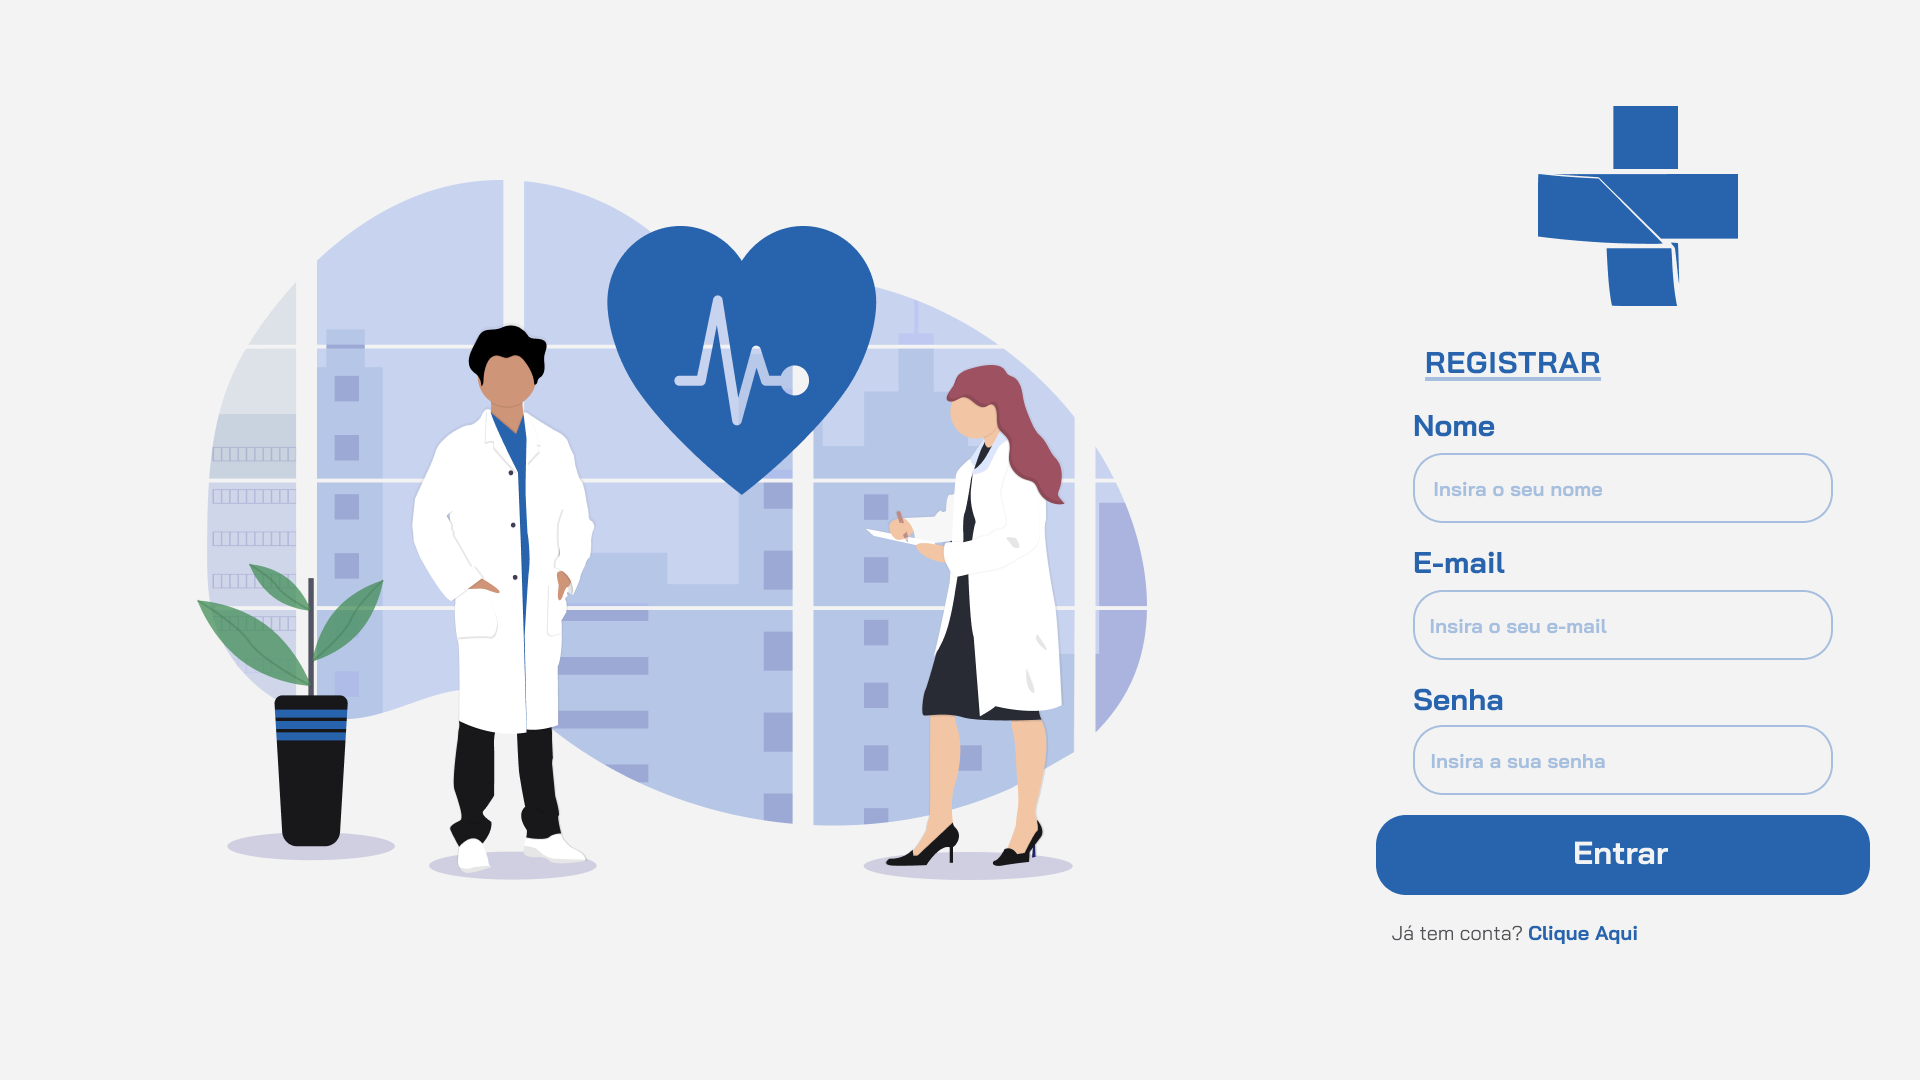 REGISTRAR
Nome
Insira o seu nome
E-mail
Insira o seu e-mail
Senha
Insira a sua senha
Entrar
Já tem conta? Clique Aqui